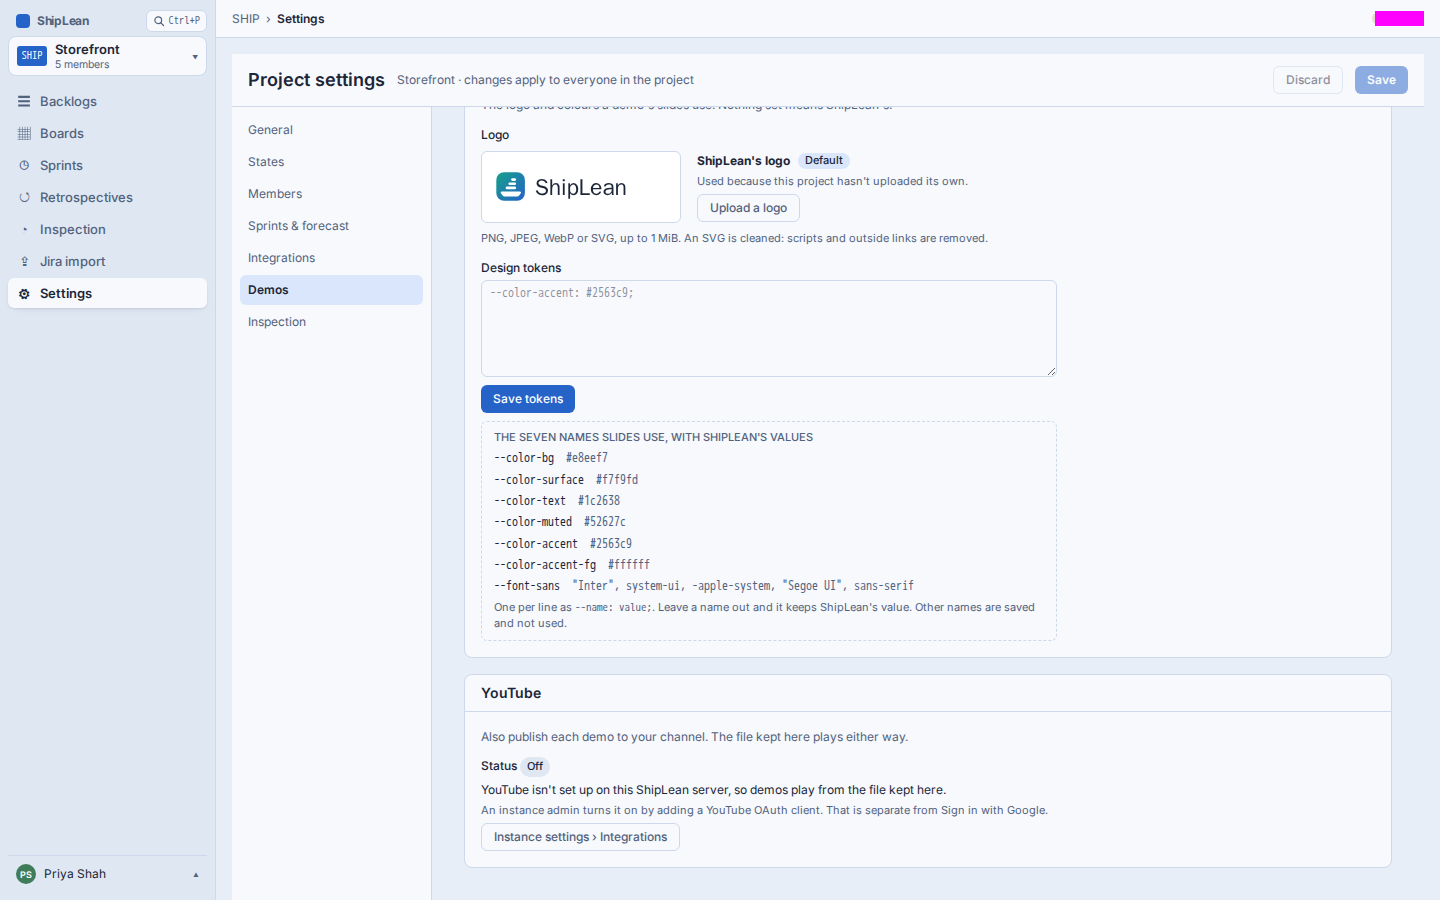 ShipLean
Ctrl+P
SHIP
Storefront
5 members
Backlogs
Boards
Sprints
Retrospectives
Inspection
Jira import
Settings
Priya Shah
PS
SHIP › Settings
Project settings
Storefront · changes apply to everyone in the project
Discard
Save
General
States
Members
Sprints & forecast
Integrations
Demos
Inspection
Logo
ShipLean
ShipLean's logo
Default
Used because this project hasn't uploaded its own.
Upload a logo
PNG, JPEG, WebP or SVG, up to 1 MiB. An SVG is cleaned: scripts and outside links are removed.
Design tokens
--color-accent: #2563c9;
Save tokens
THE SEVEN NAMES SLIDES USE, WITH SHIPLEAN'S VALUES
--color-bg #e8eef7
--color-surface #f7f9fd
--color-text #1c2638
--color-muted #52627c
--color-accent #2563c9
--color-accent-fg #ffffff
--font-sans "Inter", system-ui, -apple-system, "Segoe UI", sans-serif
One per line as --name: value;. Leave a name out and it keeps ShipLean's value. Other names are saved
and not used.
YouTube
Also publish each demo to your channel. The file kept here plays either way.
Status Off
YouTube isn't set up on this ShipLean server, so demos play from the file kept here.
An instance admin turns it on by adding a YouTube OAuth client. That is separate from Sign in with Google.
Instance settings › Integrations